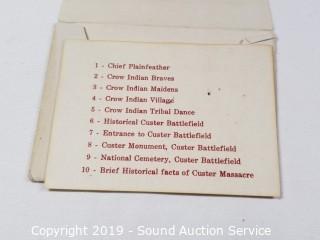 1 - Chief Plainfeather
2 - Crow Indian Braves
3 - Crow Indian Maidens
4 - Crow Indian Village
5 - Crow Indian Tribal Dance
6 - Historical Custer Battlefield
7 - Entrance to Custer Battlefield
8 - Custer Monument, Custer Battlefield
9 - National Cemetery, Custer Battlefield
10 - Brief Historical facts of Custer Massacre
Copyright 2019 - Sound Auction Service